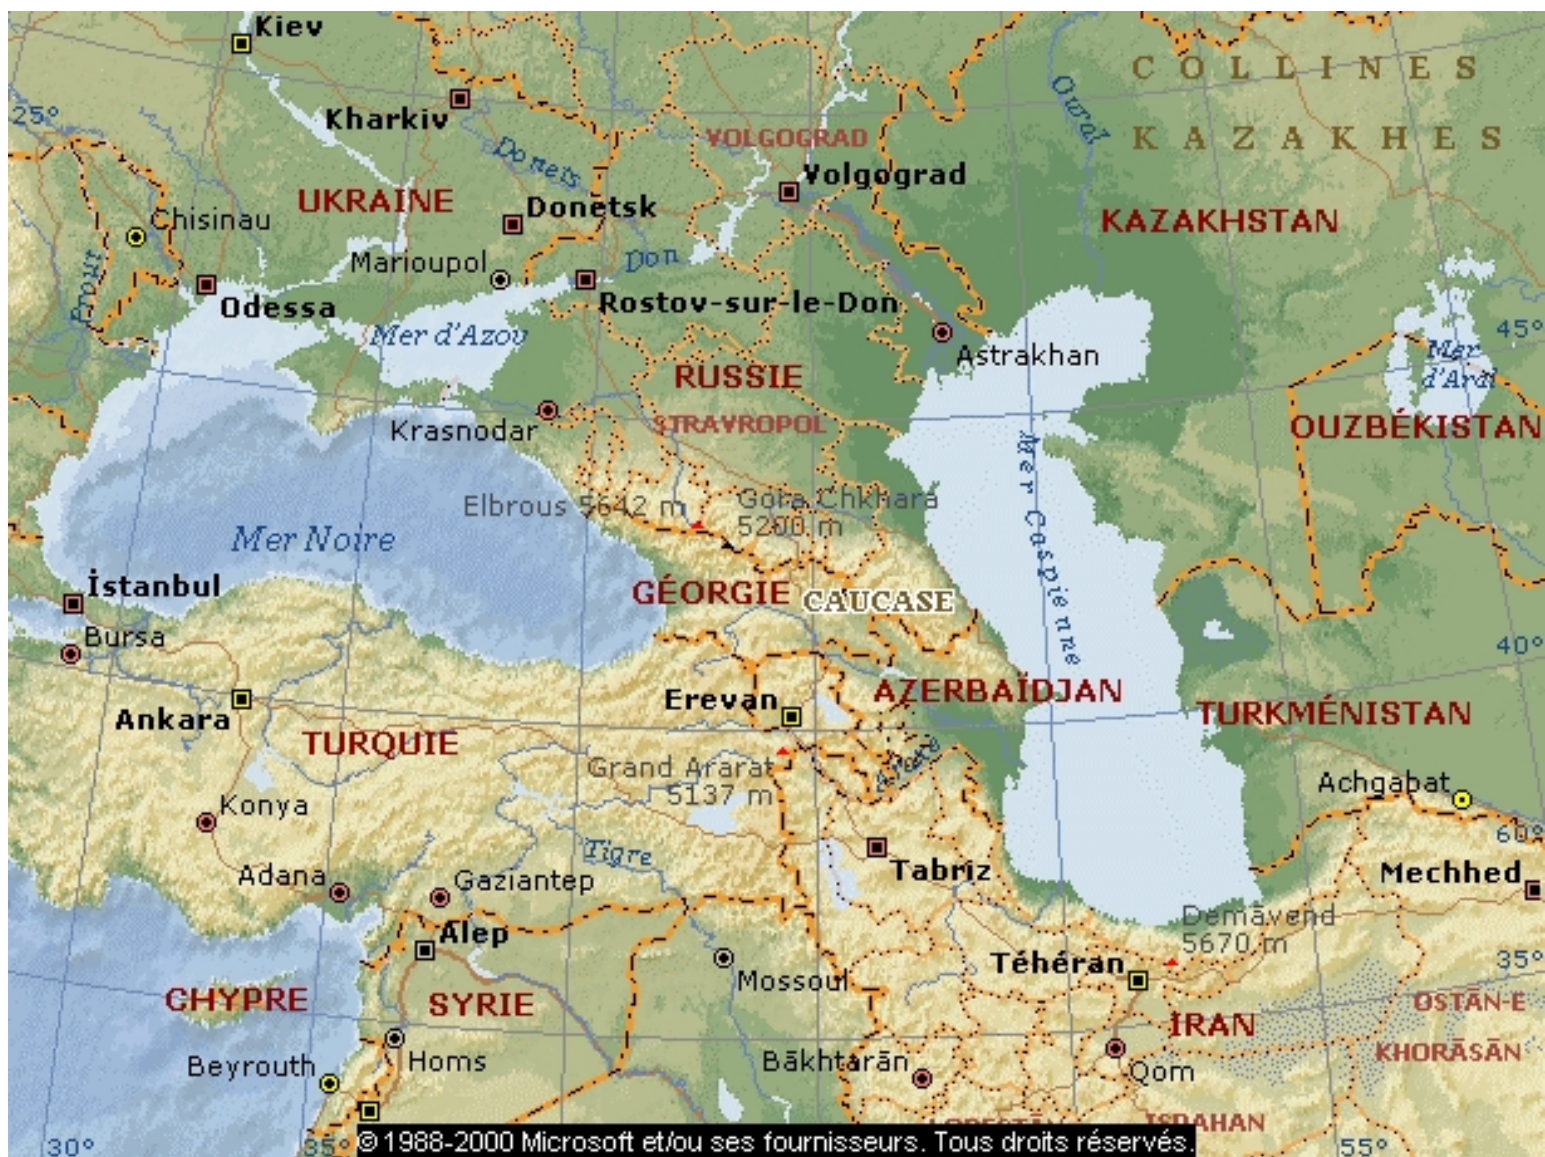 Kiev
COLLINES
KAZAKHES
25°
Kharkiv
Donets
Oural
VOLGOGRAD
Volgograd
UKRAINE
Donetsk
KAZAKHSTAN
Chisinau
Marioupol
Don
Prout
Odessa
Rostov-sur-le-Don
Mer d'Azov
45°
Astrakhan
Mer
d'Aral
RUSSIE
Krasnodar
STRAVROPOL
OUZBÉKISTAN
Elbrous 5642 m
Gora Chkhara
5200 m
Mer Noire
Mer Caspienne
İstanbul
GÉORGIE
CAUCASE
Bursa
40°
Erevan
AZERBAÏDJAN
Ankara
TURKMÉNISTAN
TURQUIE
Araxe
Grand Ararat
5137 m
Achgabat
Konya
60°
Tigre
Tabriz
Mechhed
Adana
Gaziantep
Alep
Demāvend
5670 m
Téhéran
35°
Mossoul
CHYPRE
SYRIE
OSTĀN-E
KHORĀSĀN
IRAN
Homs
Beyrouth
Bākhtarān
Qom
LORESTĀN
ISPAHAN
30°
35°
55°
© 1988-2000 Microsoft et/ou ses fournisseurs. Tous droits réservés.